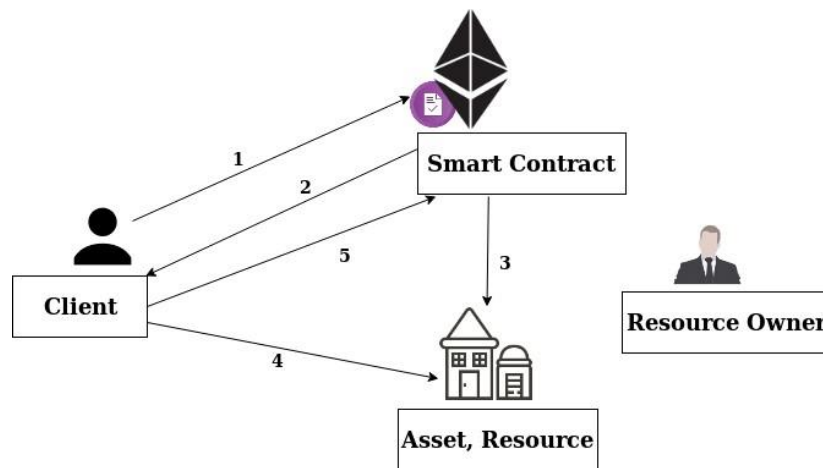 1
Smart Contract
2
5
3
Client
Resource Owner
4
Asset, Resource